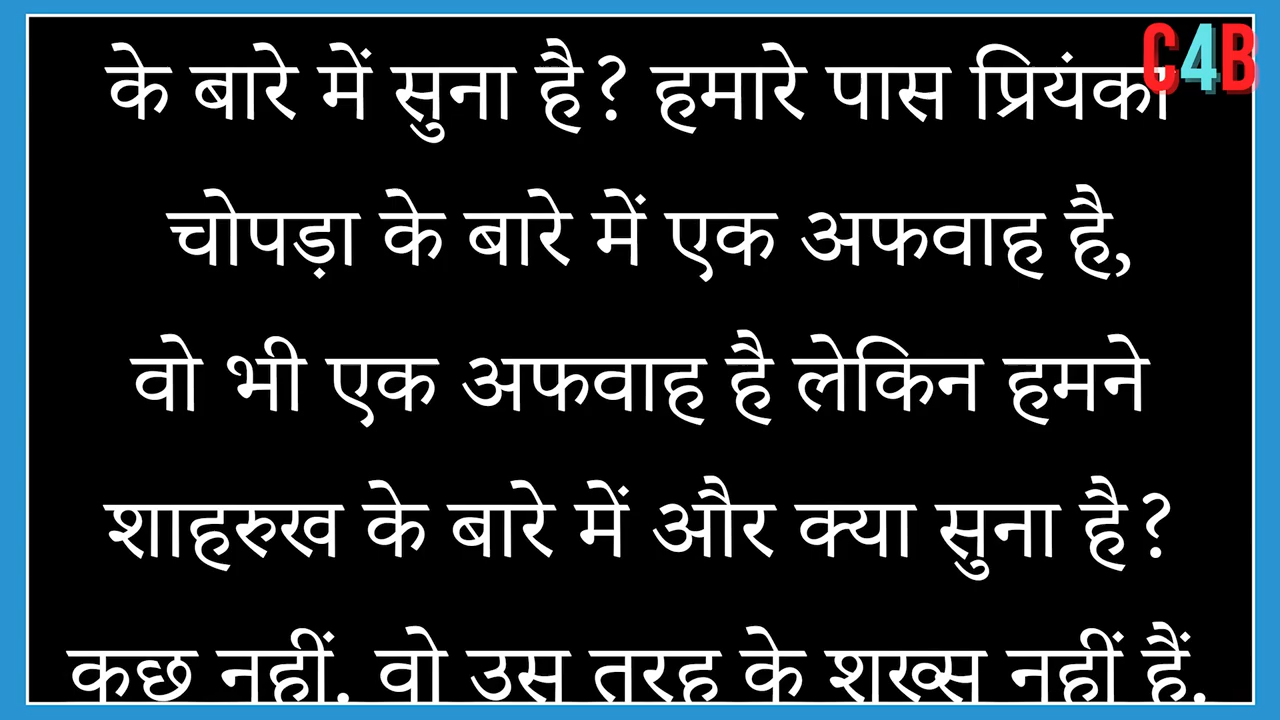 C4B
के बारे में सुना है? हमारे पास प्रियंका
चोपड़ा के बारे में एक अफवाह है,
वो भी एक अफवाह है लेकिन हमने
शाहरुख के बारे में और क्या सुना है?
कुछ नहीं. वो उस तरह के शख्स नहीं हैं.